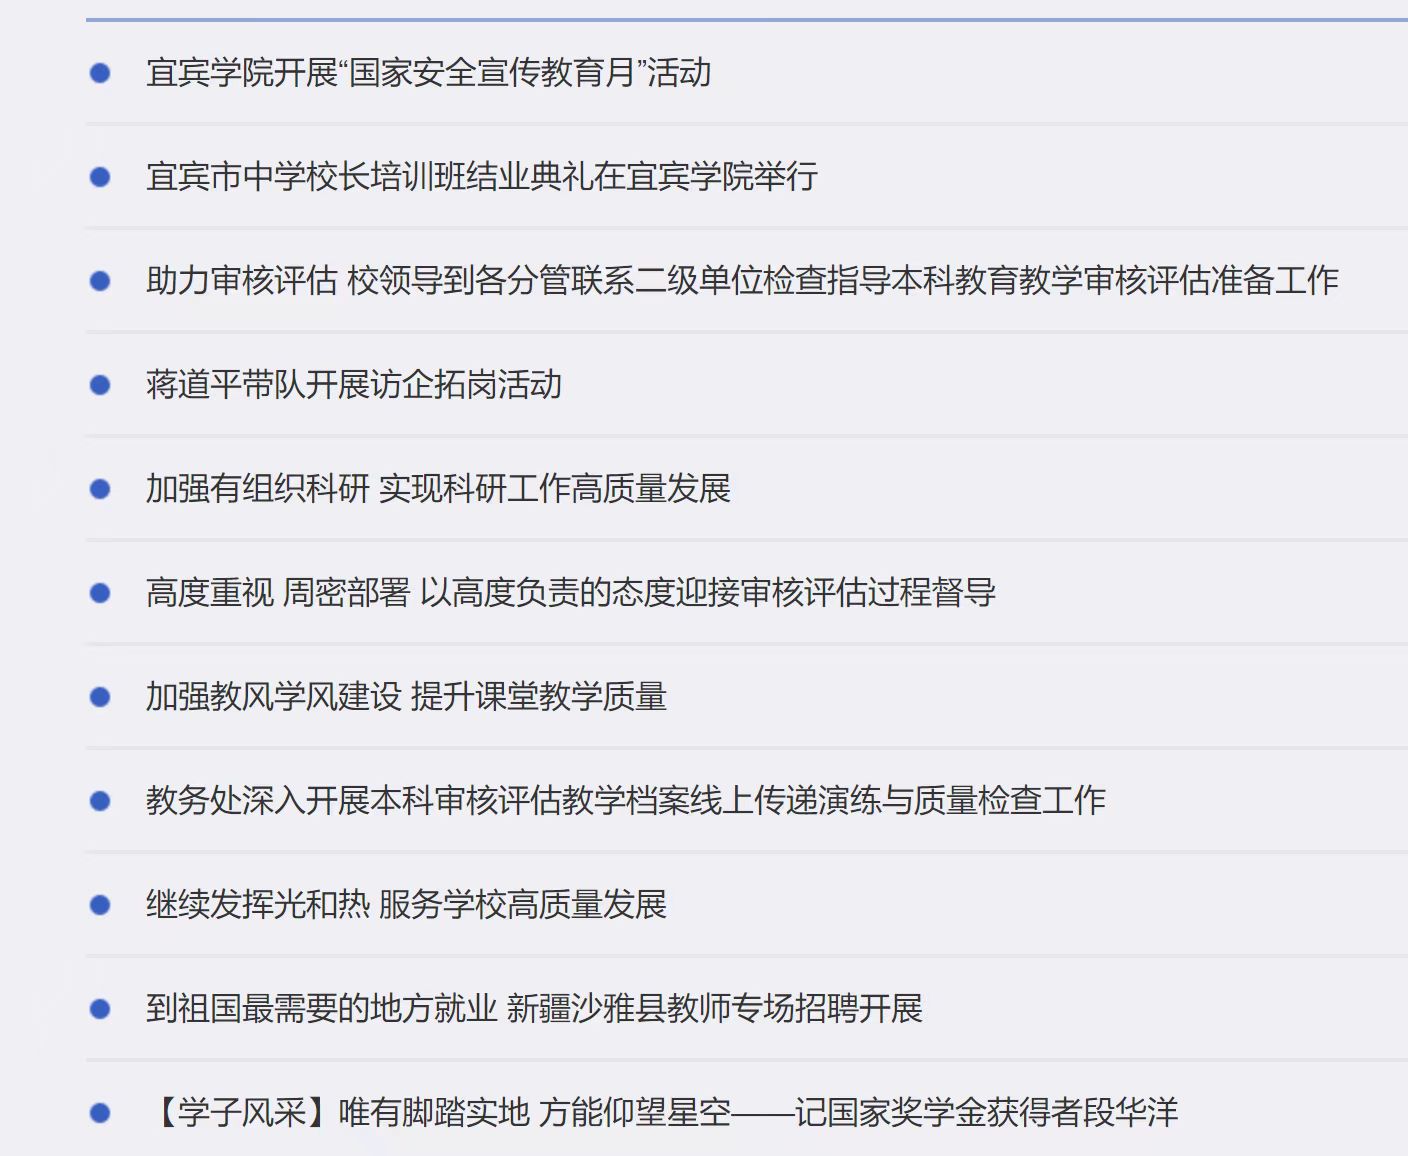 宜宾学院开展“国家安全宣传教育月”活动
宜宾市中学校长培训班结业典礼在宜宾学院举行
助力审核评估 校领导到各分管联系二级单位检查指导本科教育教学审核评估准备工作
蒋道平带队开展访企拓岗活动
加强有组织科研 实现科研工作高质量发展
高度重视 周密部署 以高度负责的态度迎接审核评估过程督导
加强教风学风建设 提升课堂教学质量
教务处深入开展本科审核评估教学档案线上传递演练与质量检查工作
继续发挥光和热 服务学校高质量发展
到祖国最需要的地方就业 新疆沙雅县教师专场招聘开展
【学子风采】唯有脚踏实地 方能仰望星空——记国家奖学金获得者段华洋